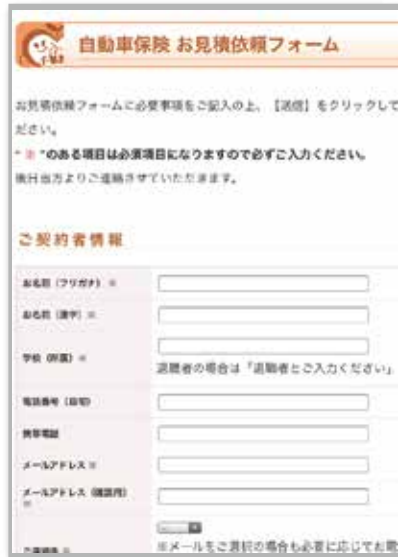 自動車保険 お見積依頼フォーム
お見積依頼フォームに必要事項をご記入の上、【送信】をクリックして
ださい。
"※"のある項目は必須項目になりますので必ずご入力ください。
後日当方よりご連絡させていただきます。
ご契約者情報
お名前（フリガナ）※
お名前（漢字）※
学校（所属）※
退職者の場合は「退職者とご入力ください」
電話番号（自宅）
携帯電話
メールアドレス※
メールアドレス（確認用）
※
ご連絡先 ※
※メールをご選択の場合も必要に応じてお電